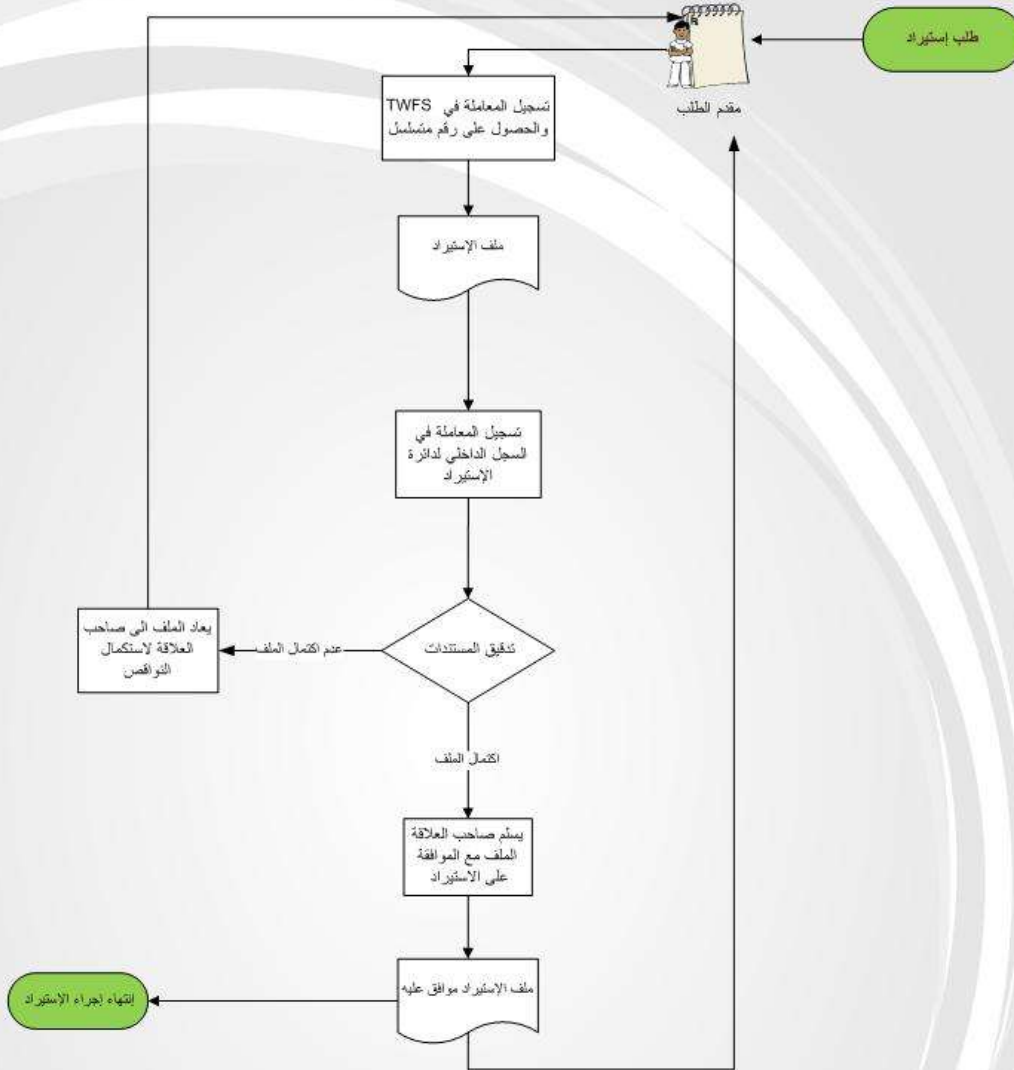 طلب إستيراد
مقدم الطلب
تسجيل المعاملة في TWFS
والحصول على رقم متسلسل
ملف الإستيراد
تسجيل المعاملة في
السجل الداخلي لدائرة
الإستيراد
تدقيق المستندات
عدم اكتمال الملف
يعاد الملف الى صاحب
العلاقة لاستكمال
النواقص
اكتمال الملف
يسلم صاحب العلاقة
الملف مع الموافقة
على الاستيراد
ملف الإستيراد موافق عليه
إنتهاء إجراء الإستيراد